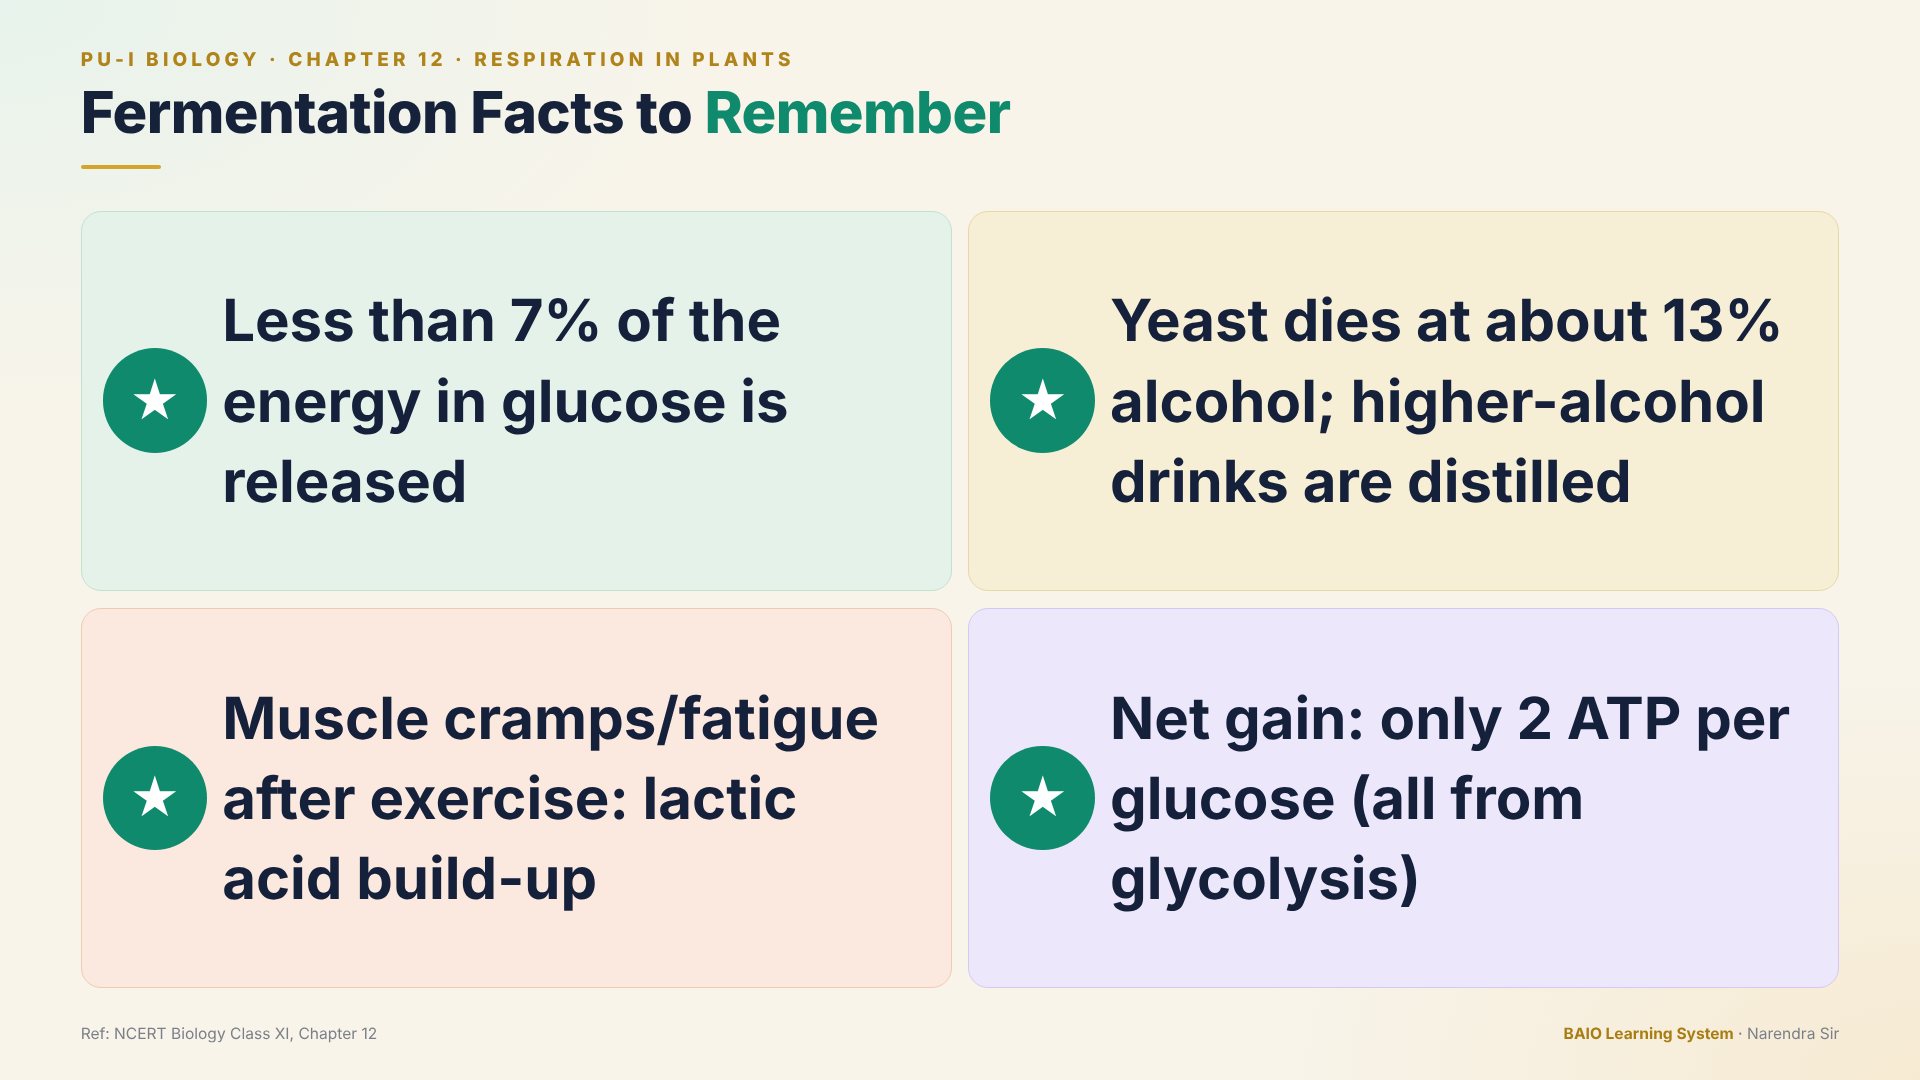 PU-I BIOLOGY · CHAPTER 12 · RESPIRATION IN PLANTS
Fermentation Facts to Remember
Less than 7% of the
energy in glucose is
released
Yeast dies at about 13%
alcohol; higher-alcohol
drinks are distilled
Muscle cramps/fatigue
after exercise: lactic
acid build-up
Net gain: only 2 ATP per
glucose (all from
glycolysis)
Ref: NCERT Biology Class XI, Chapter 12
BAIO Learning System · Narendra Sir